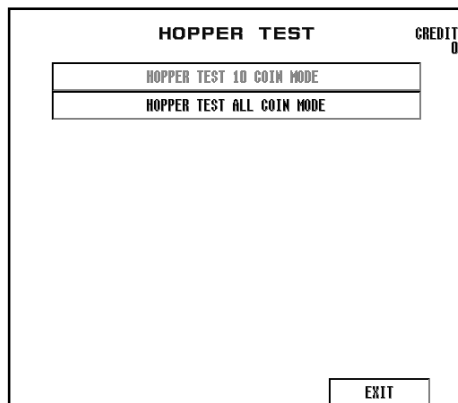 HOPPER TEST
CREDIT
0
HOPPER TEST 10 COIN MODE
HOPPER TEST ALL COIN MODE
EXIT